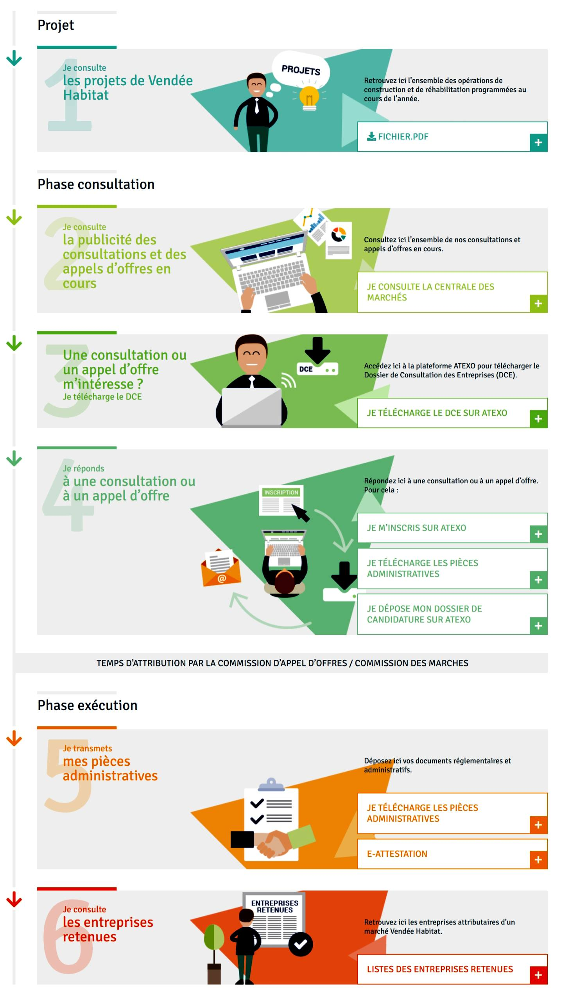 Projet
1
Je consulte
les projets de Vendée
Habitat
PROJETS
Retrouvez ici l'ensemble des opérations de
construction et de réhabilitation programmées au
cours de l'année.
FICHIER.PDF
+
Phase consultation
2
Je consulte
la publicité des
consultations et des
appels d'offres en
cours
Consultez ici l'ensemble de nos consultations et
appels d'offres en cours.
JE CONSULTE LA CENTRALE DES
MARCHÉS
+
3
Une consultation ou
un appel d'offre
m'intéresse ?
Je télécharge le DCE
DCE
Accédez ici à la plateforme ATEXO pour télécharger le
Dossier de Consultation des Entreprises (DCE).
JE TÉLÉCHARGE LE DCE SUR ATEXO
+
4
Je réponds
à une consultation ou
à un appel d'offre
INSCRIPTION
@
Répondez ici à une consultation ou à un appel d'offre.
Pour cela :
JE M'INSCRIS SUR ATEXO
+
JE TÉLÉCHARGE LES PIÈCES
ADMINISTRATIVES
+
JE DÉPOSE MON DOSSIER DE
CANDIDATURE SUR ATEXO
+
TEMPS D'ATTRIBUTION PAR LA COMMISSION D'APPEL D'OFFRES / COMMISSION DES MARCHES
Phase exécution
5
Je transmets
mes pièces
administratives
Déposez ici vos documents réglementaires et
administratifs.
JE TÉLÉCHARGE LES PIÈCES
ADMINISTRATIVES
+
E-ATTESTATION
+
6
Je consulte
les entreprises
retenues
ENTREPRISES
RETENUES
Retrouvez ici les entreprises attributaires d'un
marché Vendée Habitat.
LISTES DES ENTREPRISES RETENUES
+